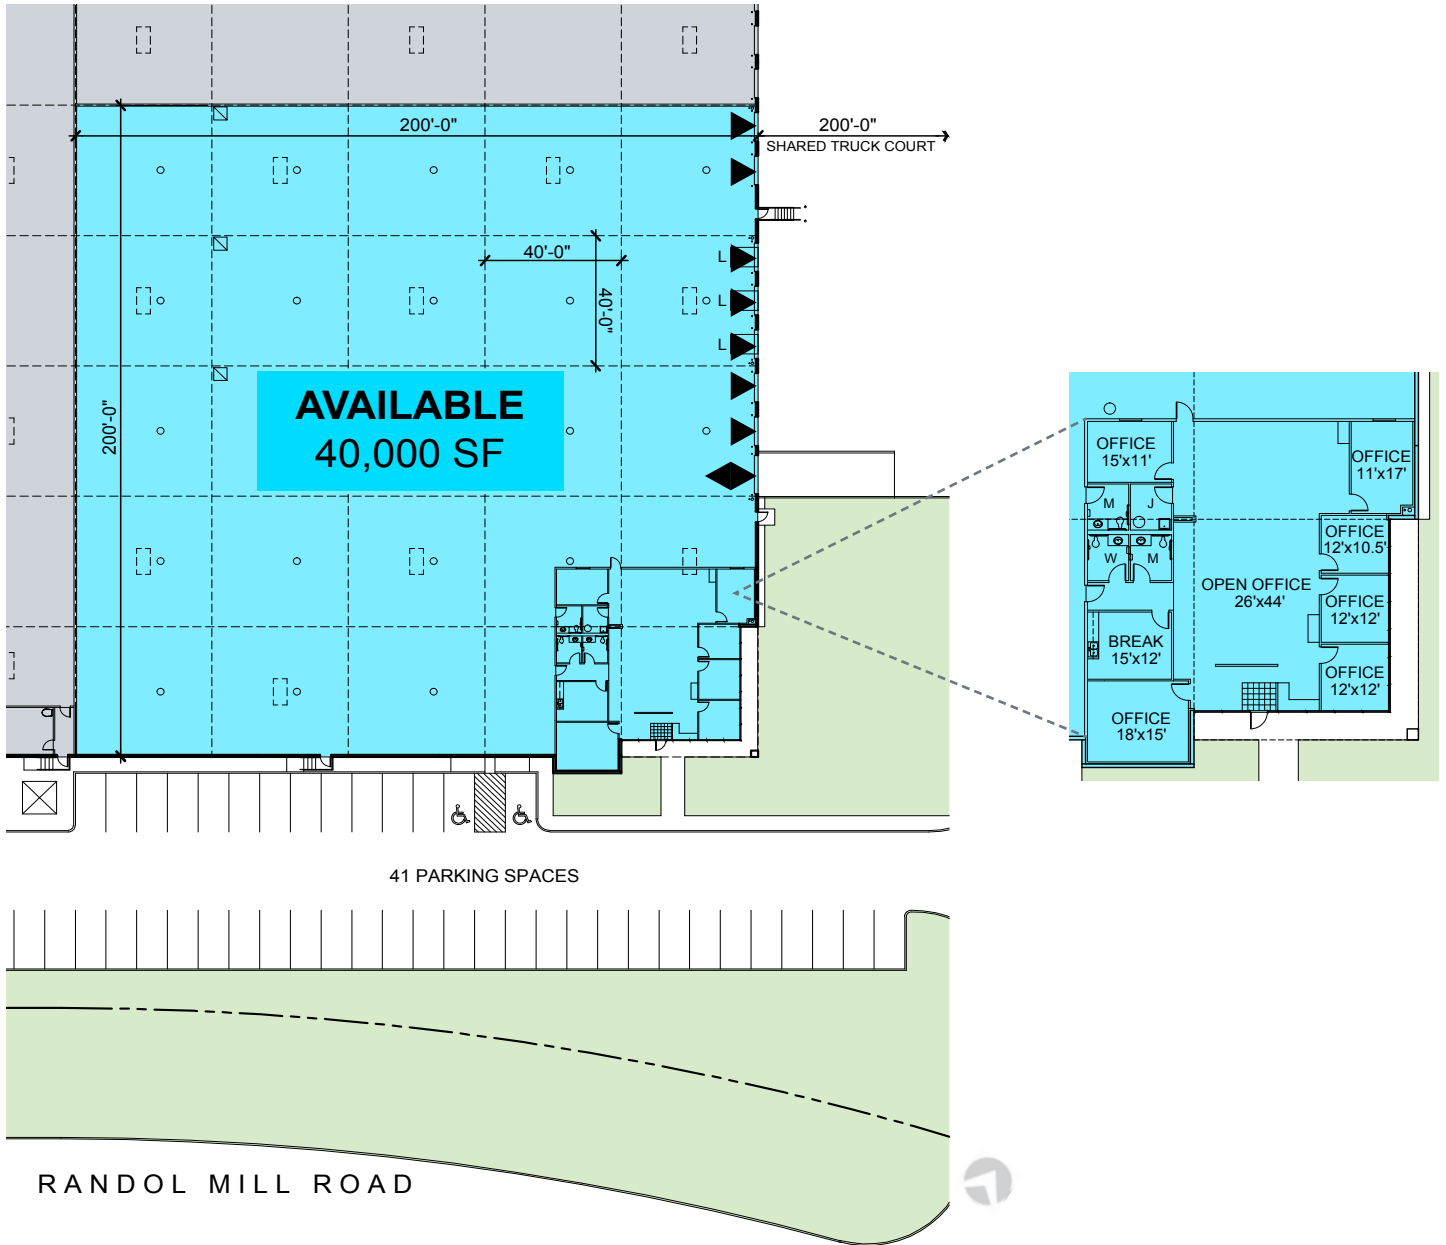 200'-0"
200'-0"
SHARED TRUCK COURT
40'-0"
L
L
L
40'-0"
200'-0"
AVAILABLE
40,000 SF
OFFICE
15'x11'
OFFICE
11'x17'
M
J
OFFICE
12'x10.5'
W
M
OPEN OFFICE
26'x44'
OFFICE
12'x12'
BREAK
15'x12'
OFFICE
12'x12'
OFFICE
18'x15'
41 PARKING SPACES
RANDOL MILL ROAD